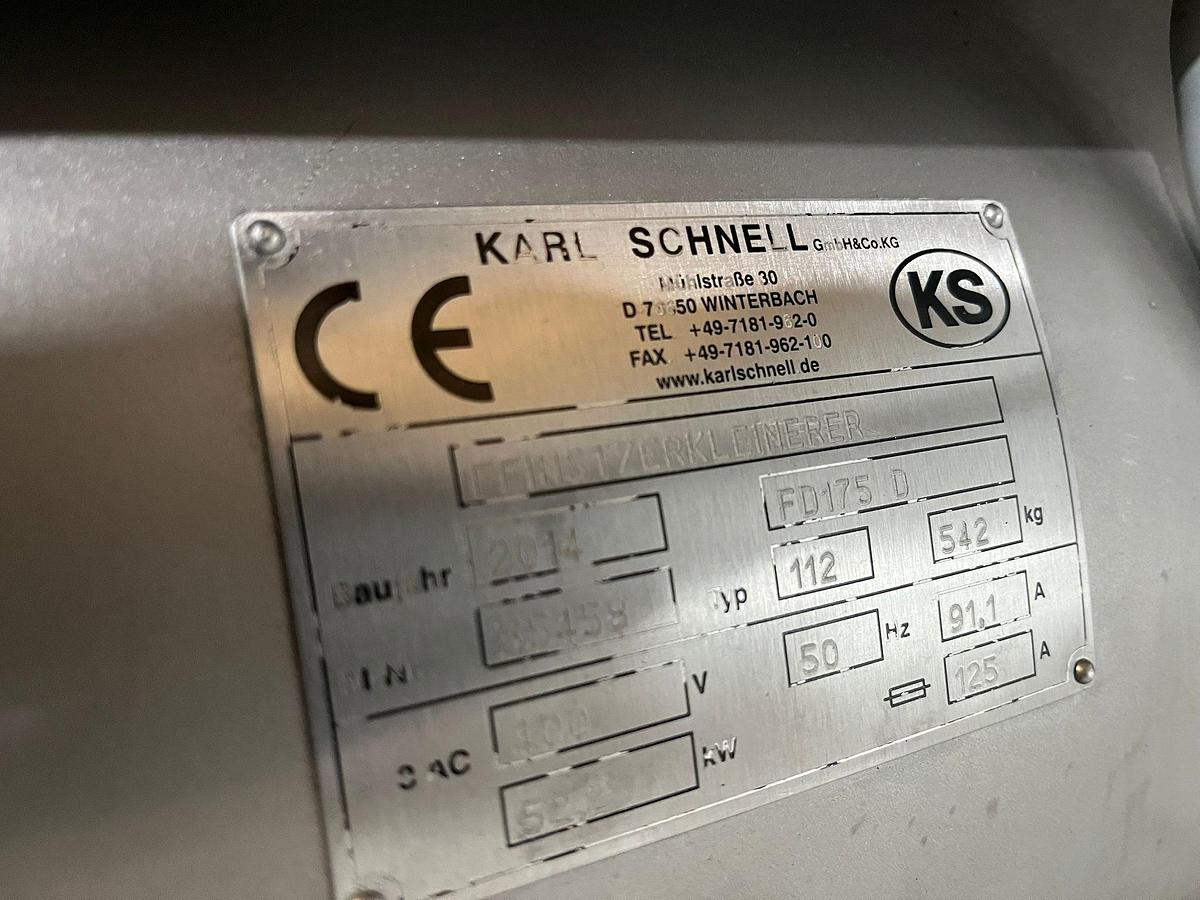 KARL SCHNELL GmbH&Co.KG
Mühlstraße 30
D 73650 WINTERBACH
TEL +49-7181-962-0
FAX +49-7181-962-100
www.karlschnell.de
CE
KS
FEINSTZERKLEINERER
FD175 D
Baujahr 2014 Typ 112 542 kg
M.Nr
3 AC 400 V 50 Hz 91,1 A
kW 125 A